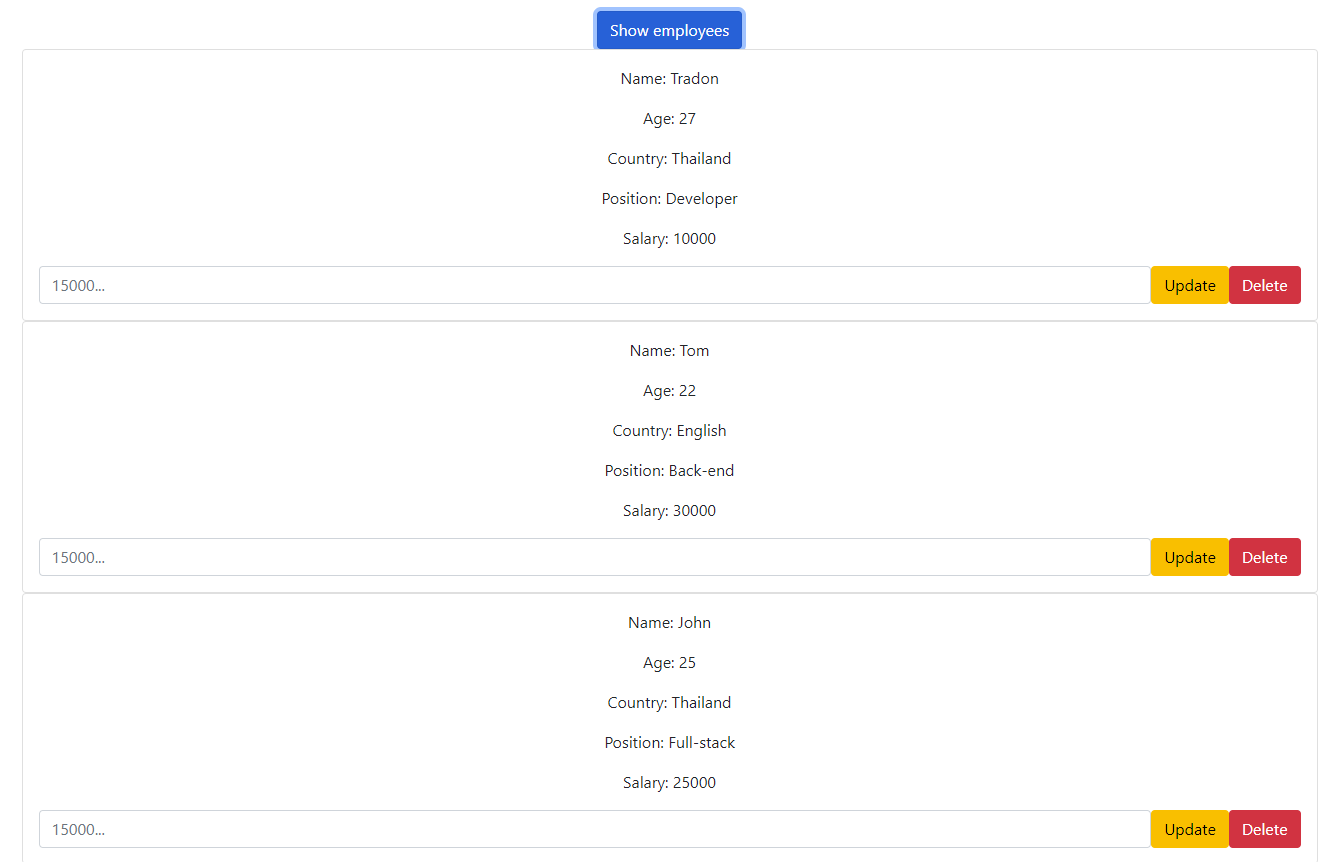 Show employees
Name: Tradon
Age: 27
Country: Thailand
Position: Developer
Salary: 10000
15000... Update Delete
Name: Tom
Age: 22
Country: English
Position: Back-end
Salary: 30000
15000... Update Delete
Name: John
Age: 25
Country: Thailand
Position: Full-stack
Salary: 25000
15000... Update Delete